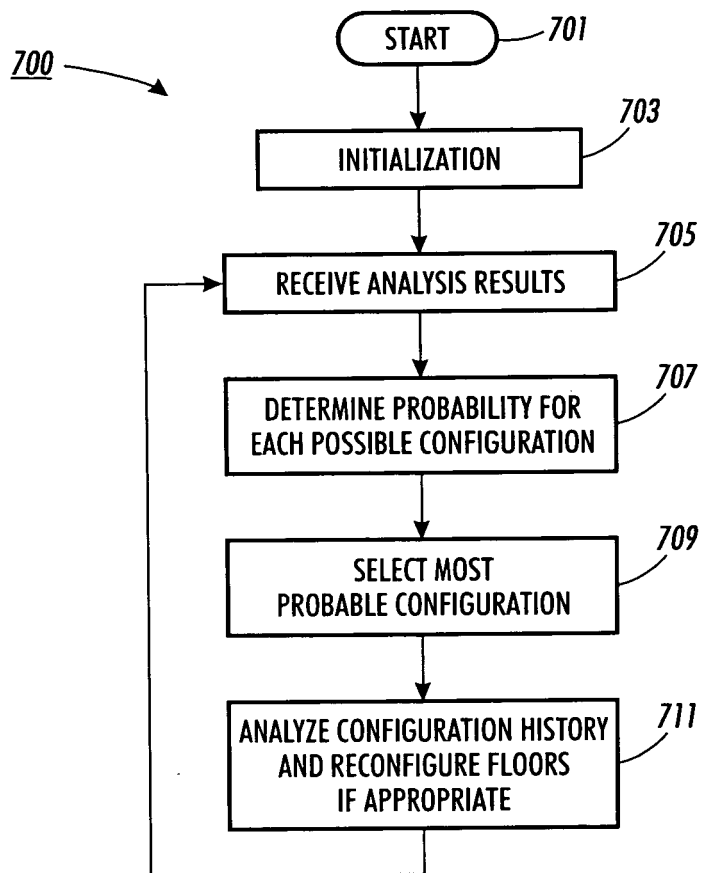 START
701
700
703
INITIALIZATION
705
RECEIVE ANALYSIS RESULTS
707
DETERMINE PROBABILITY FOR
EACH POSSIBLE CONFIGURATION
709
SELECT MOST
PROBABLE CONFIGURATION
711
ANALYZE CONFIGURATION HISTORY
AND RECONFIGURE FLOORS
IF APPROPRIATE